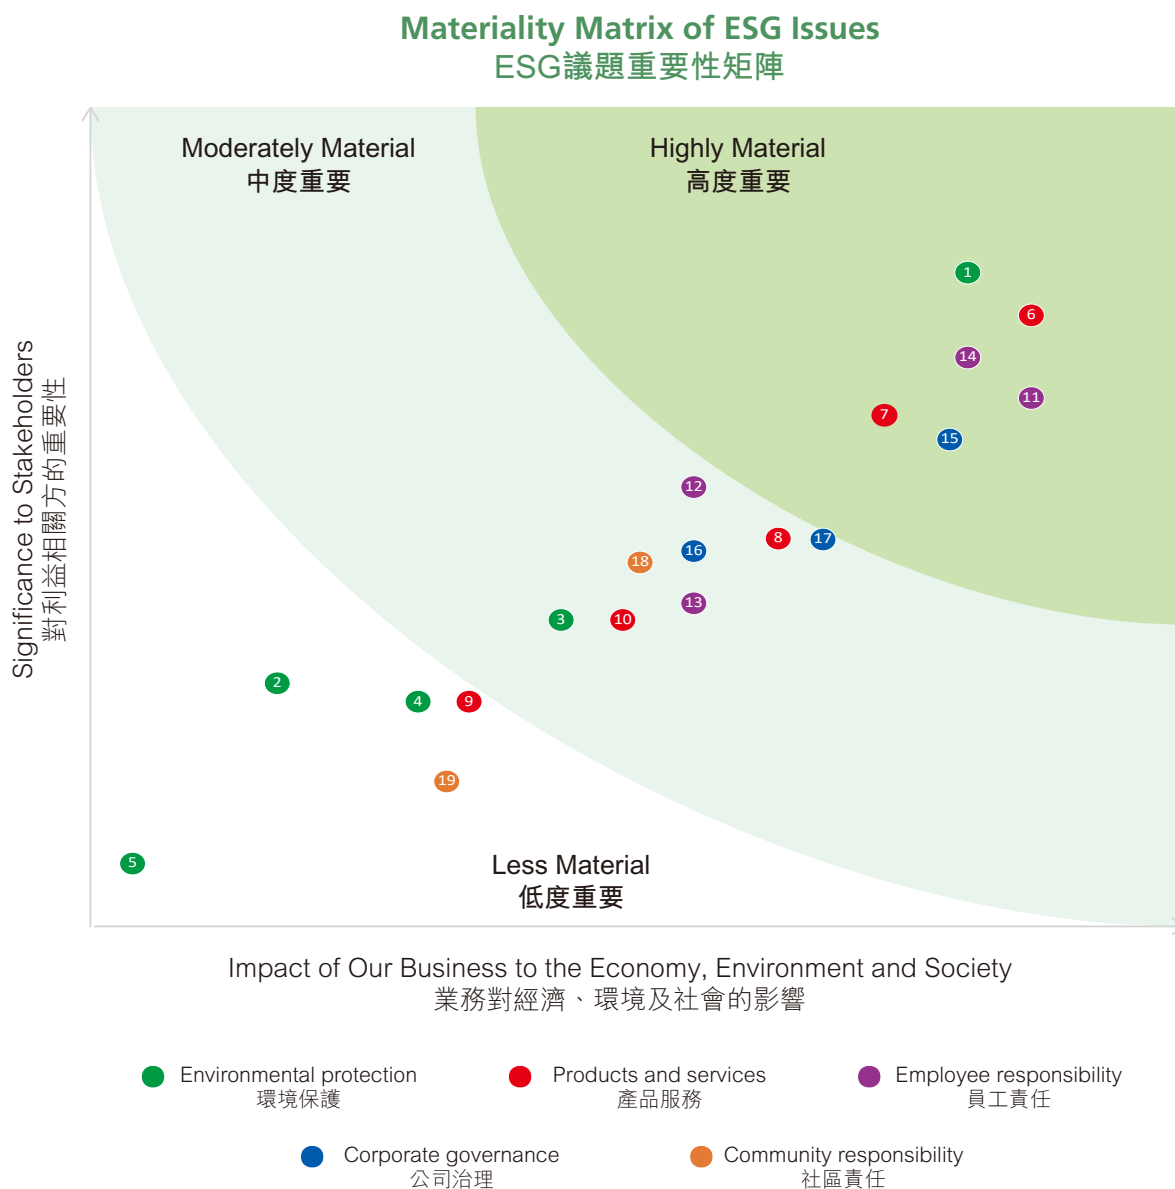 Materiality Matrix of ESG Issues
ESG議題重要性矩陣
Moderately Material
中度重要
Highly Material
高度重要
1
6
14
11
7
15
12
8
17
16
18
13
3
10
2
4
9
19
5
Less Material
低度重要
Significance to Stakeholders
對利益相關方的重要性
Impact of Our Business to the Economy, Environment and Society
業務對經濟、環境及社會的影響
Environmental protection
環境保護
Products and services
產品服務
Employee responsibility
員工責任
Corporate governance
公司治理
Community responsibility
社區責任